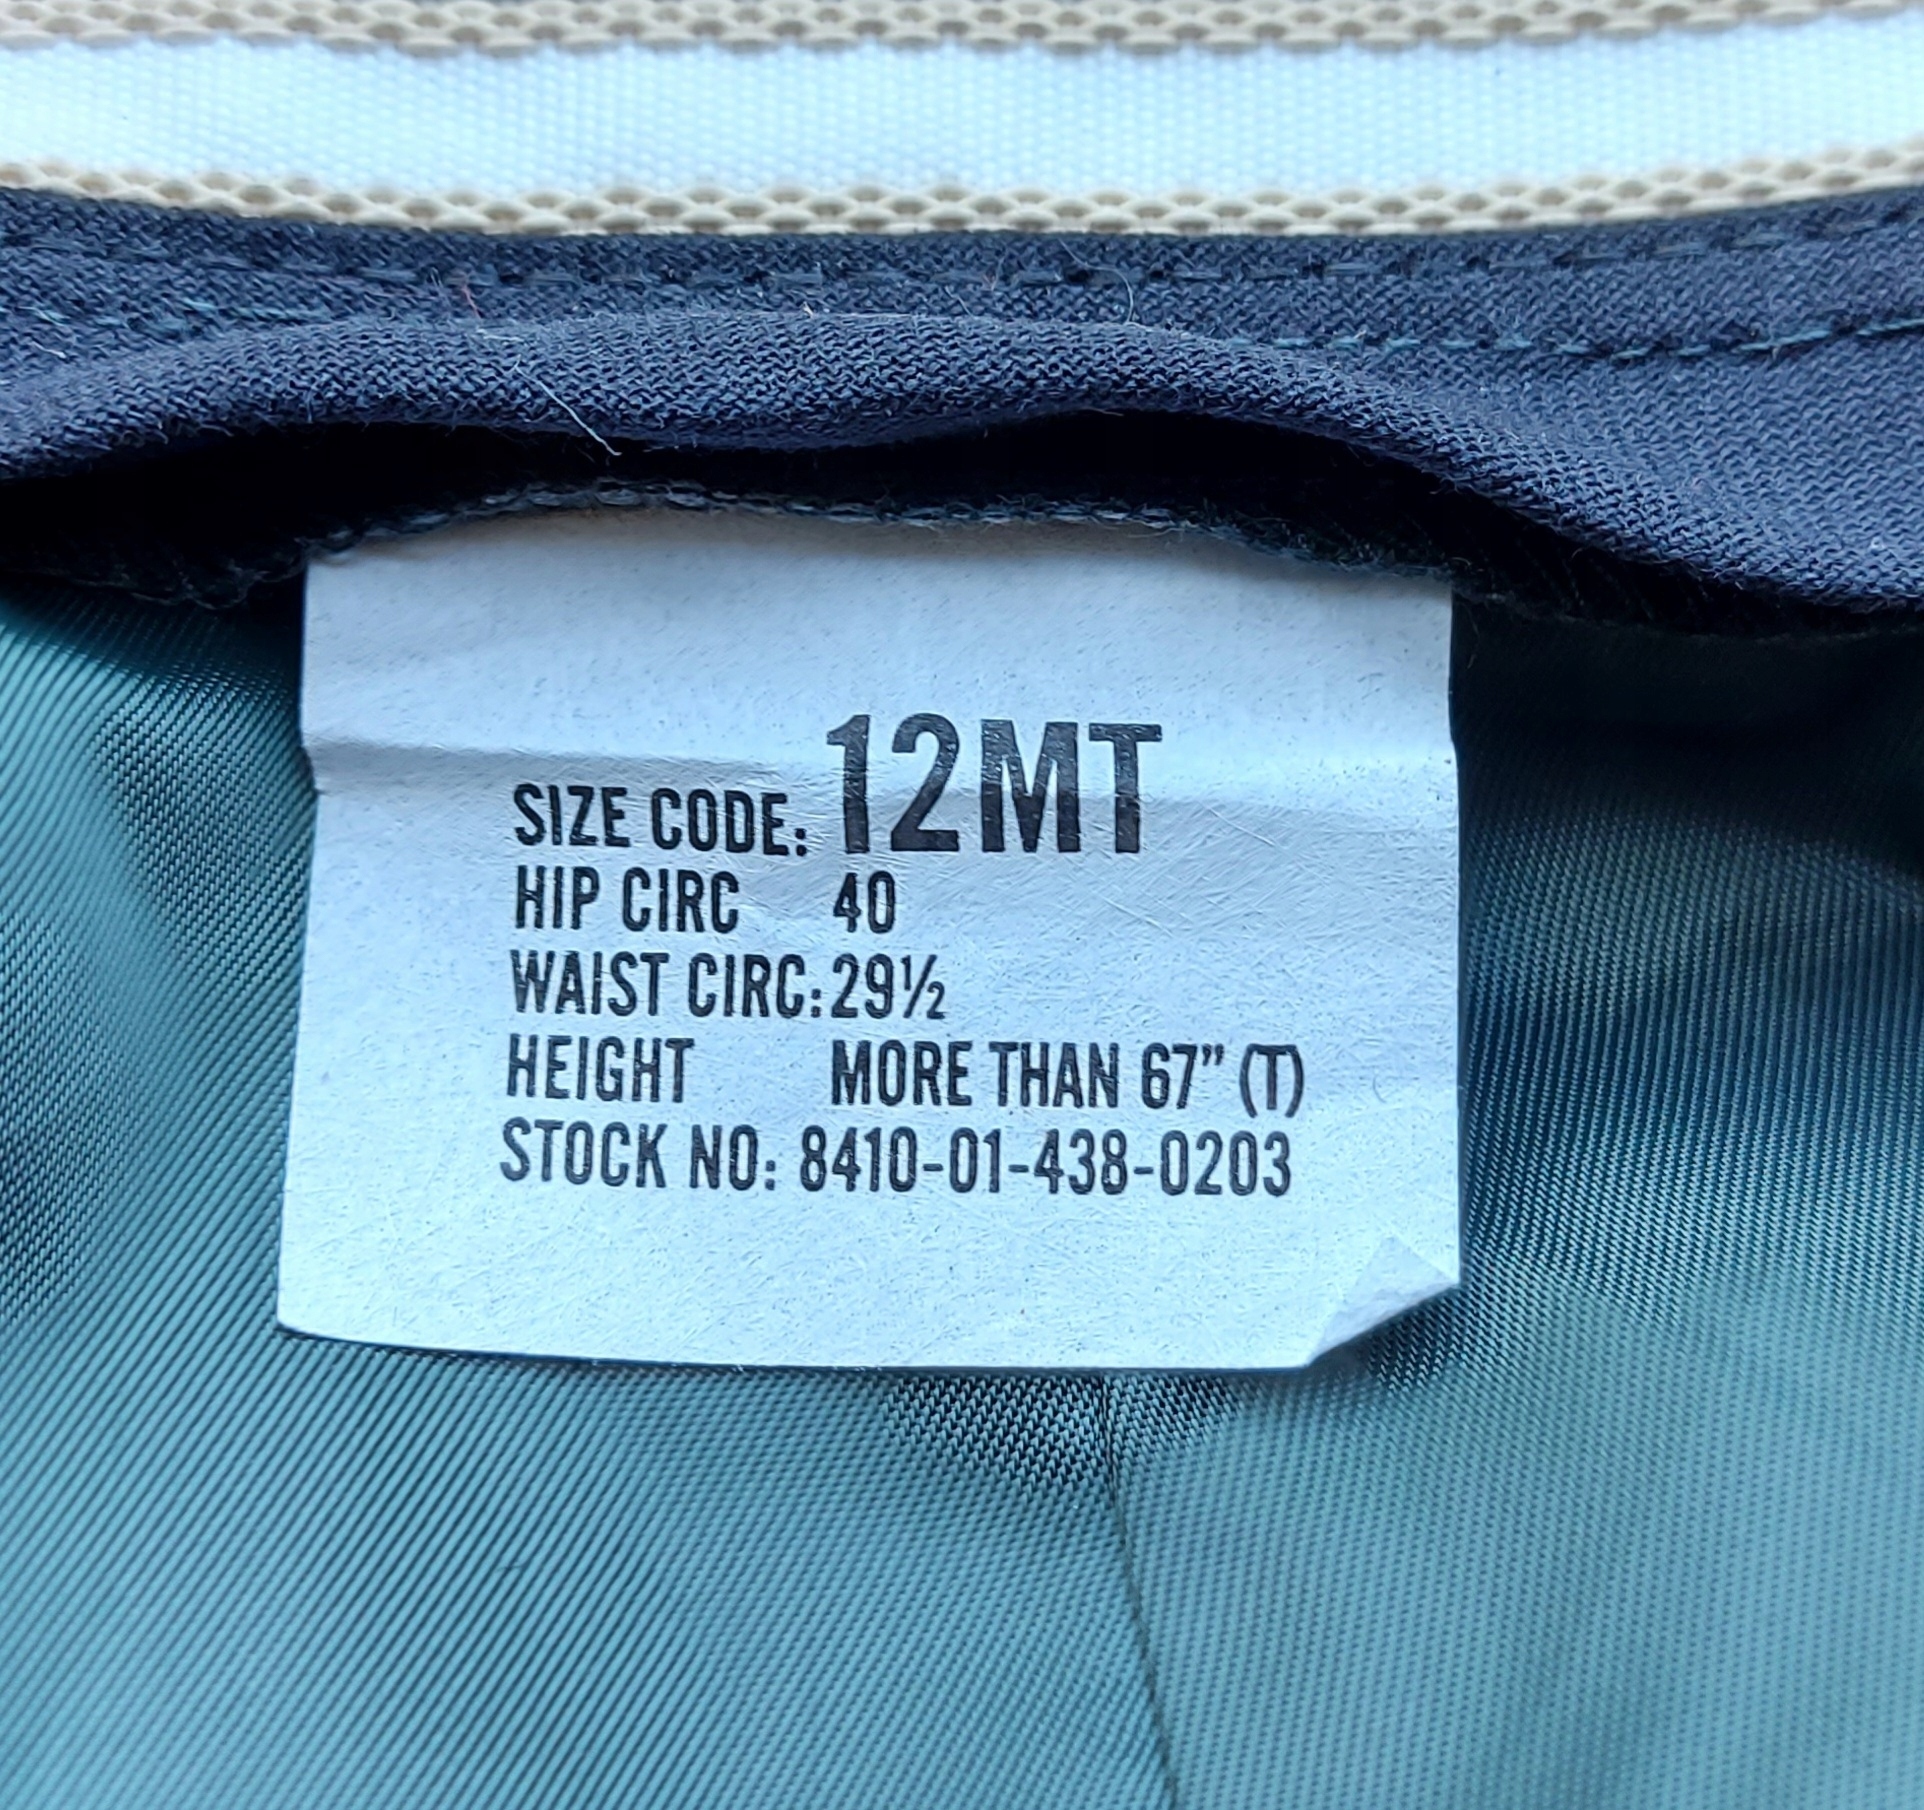 SIZE CODE: 12MT
HIP CIRC 40
WAIST CIRC: 29½
HEIGHT MORE THAN 67" (T)
STOCK NO: 8410-01-438-0203